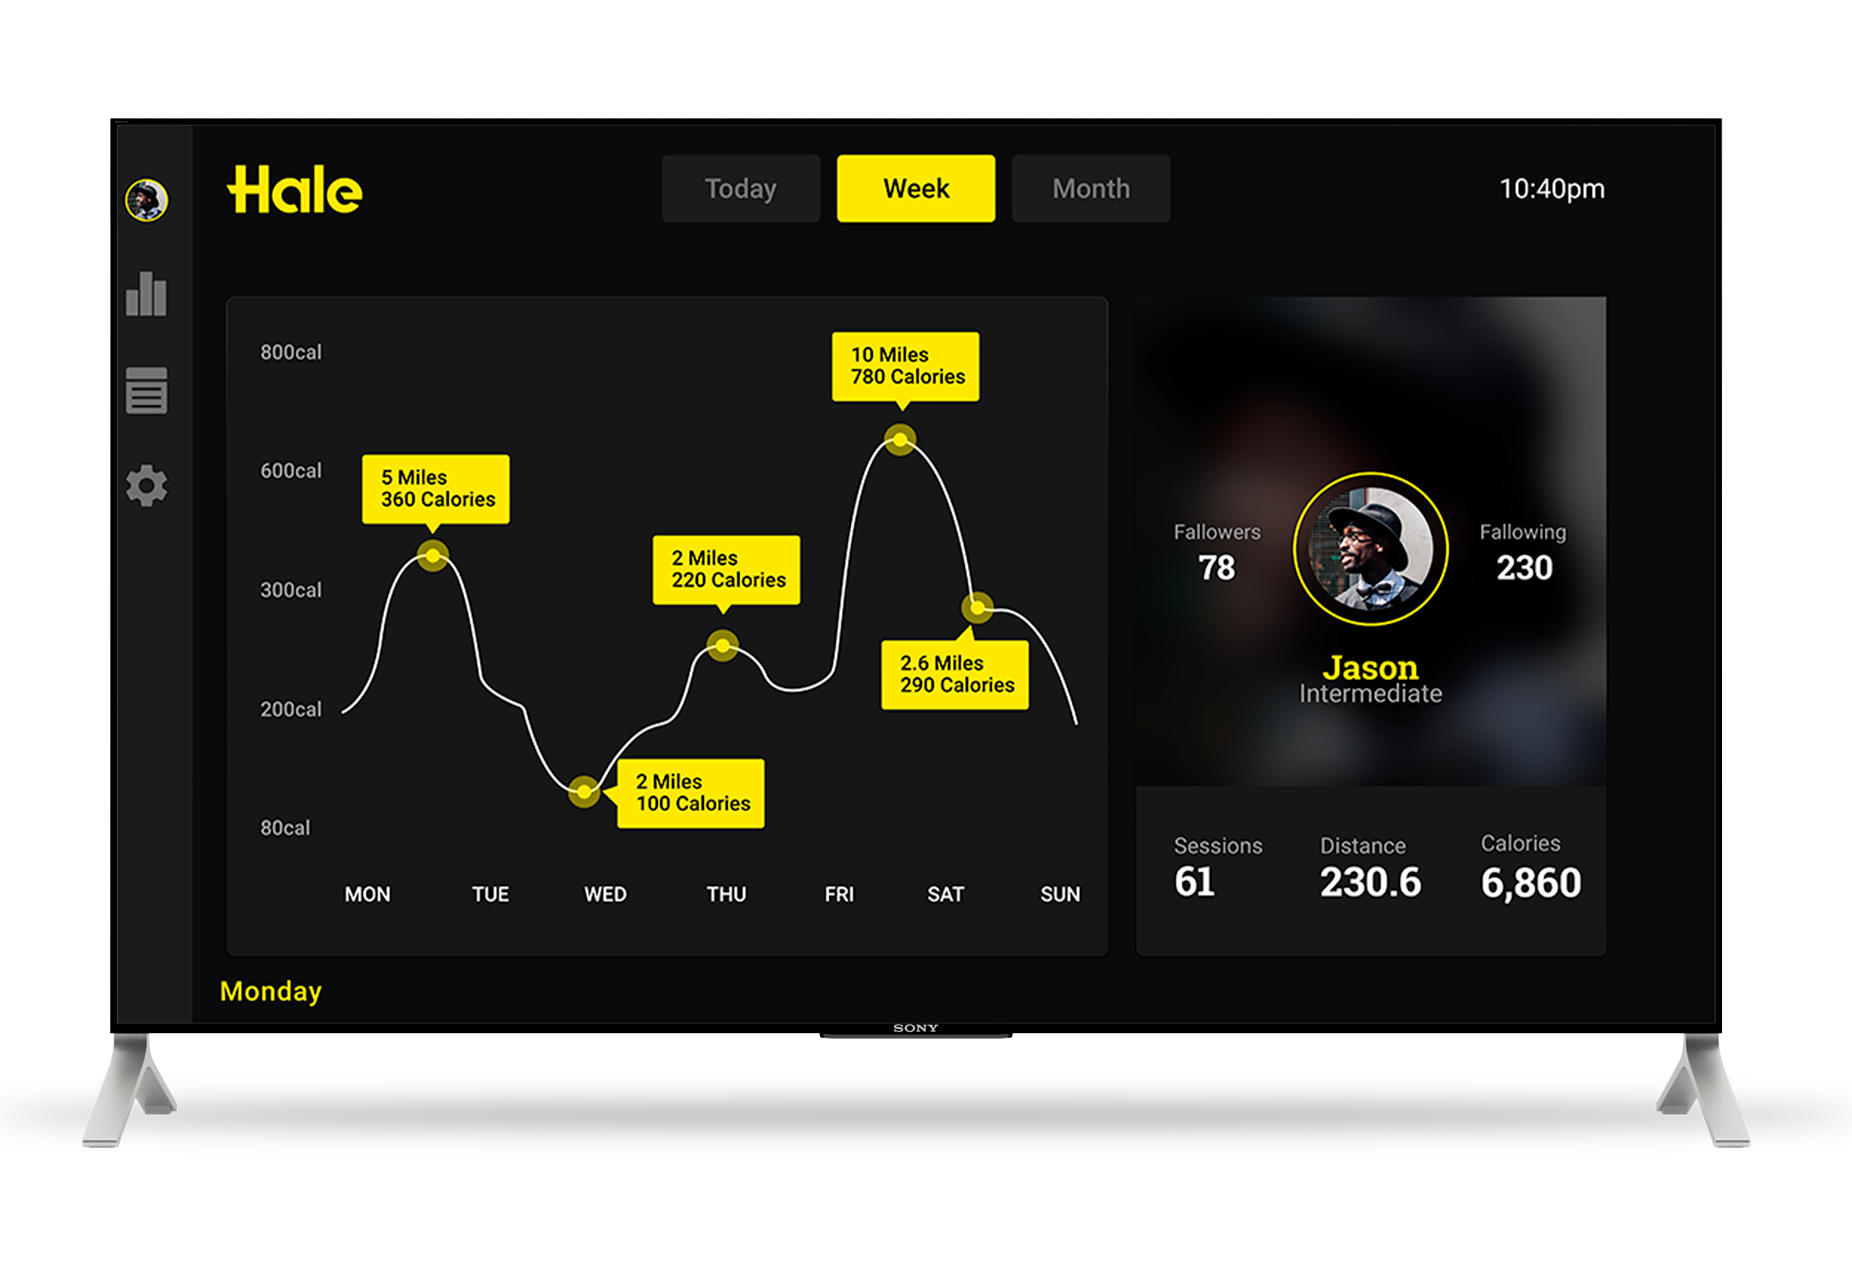 Hale
Today
Week
Month
10:40pm
800cal
600cal
300cal
200cal
80cal
5 Miles
360 Calories
2 Miles
100 Calories
2 Miles
220 Calories
10 Miles
780 Calories
2.6 Miles
290 Calories
MON
TUE
WED
THU
FRI
SAT
SUN
Fallowers
78
Fallowing
230
Jason
Intermediate
Sessions
61
Distance
230.6
Calories
6,860
Monday
SONY